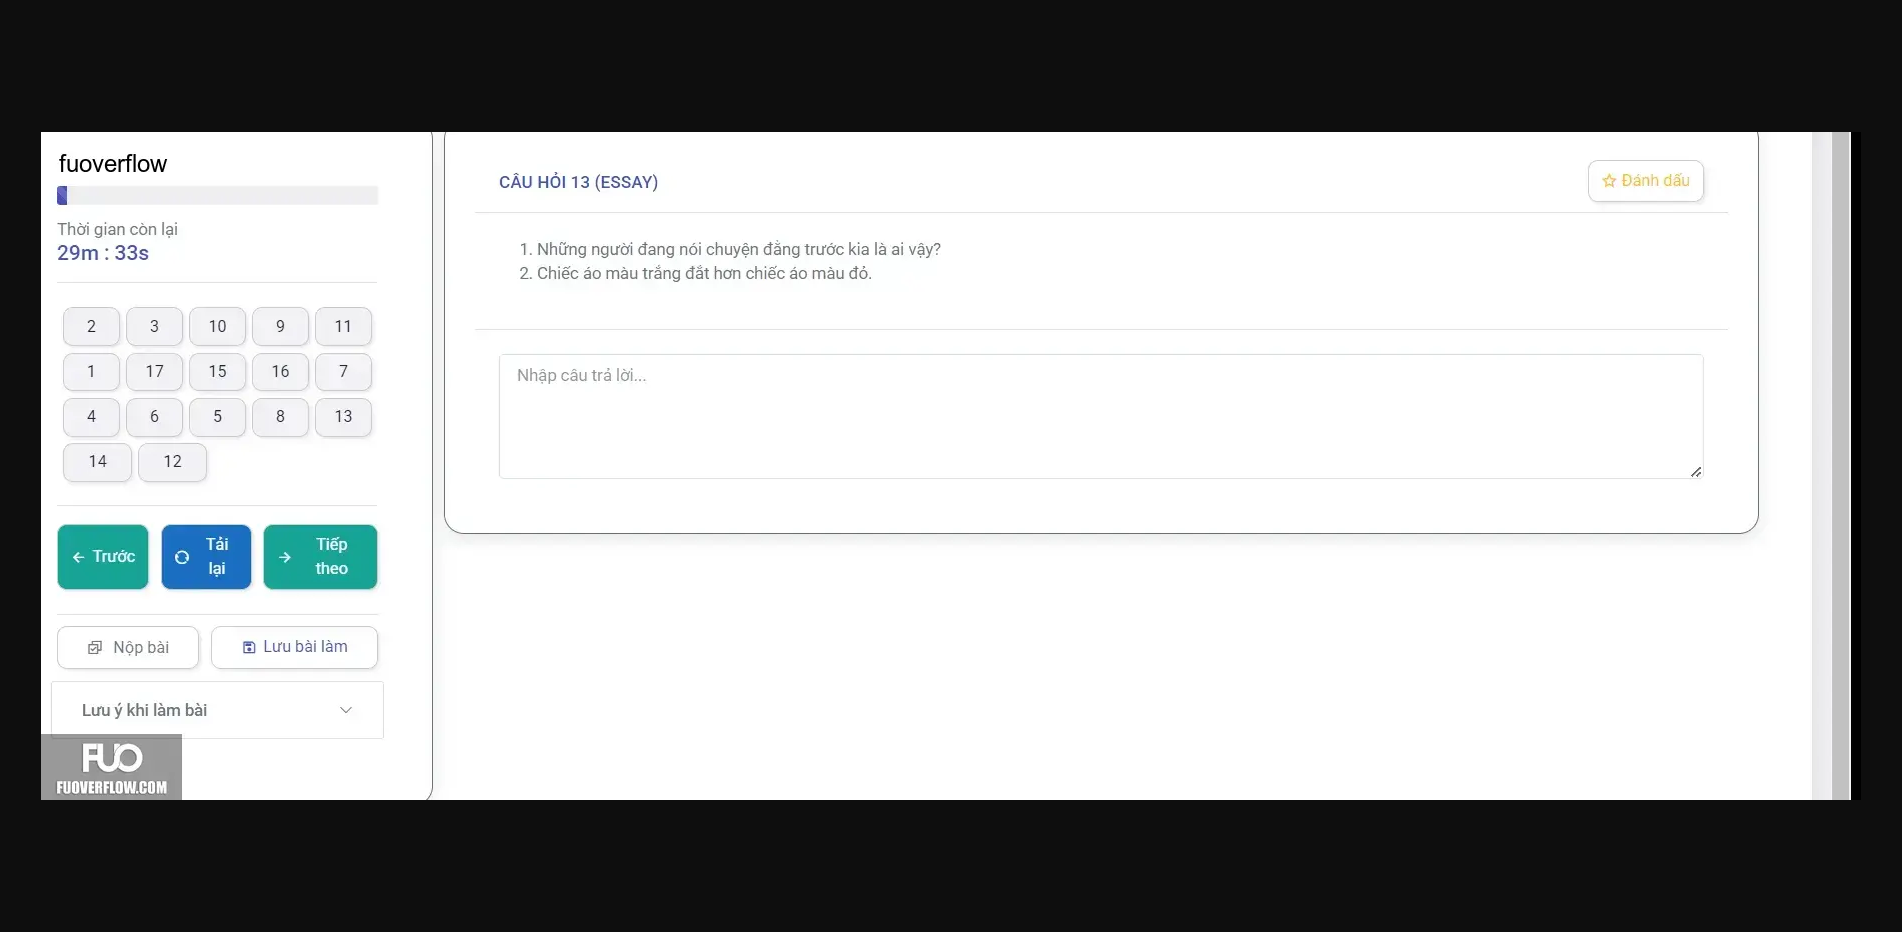 fuoverflow
Thời gian còn lại
29m : 33s
2 3 10 9 11
1 17 15 16 7
4 6 5 8 13
14 12
← Trước
Tải lại
→ Tiếp theo
Nộp bài
Lưu bài làm
Lưu ý khi làm bài
FUO
FUOVERFLOW.COM
CÂU HỎI 13 (ESSAY)
Đánh dấu
1. Những người đang nói chuyện đằng trước kia là ai vậy?
2. Chiếc áo màu trắng đắt hơn chiếc áo màu đỏ.
Nhập câu trả lời...